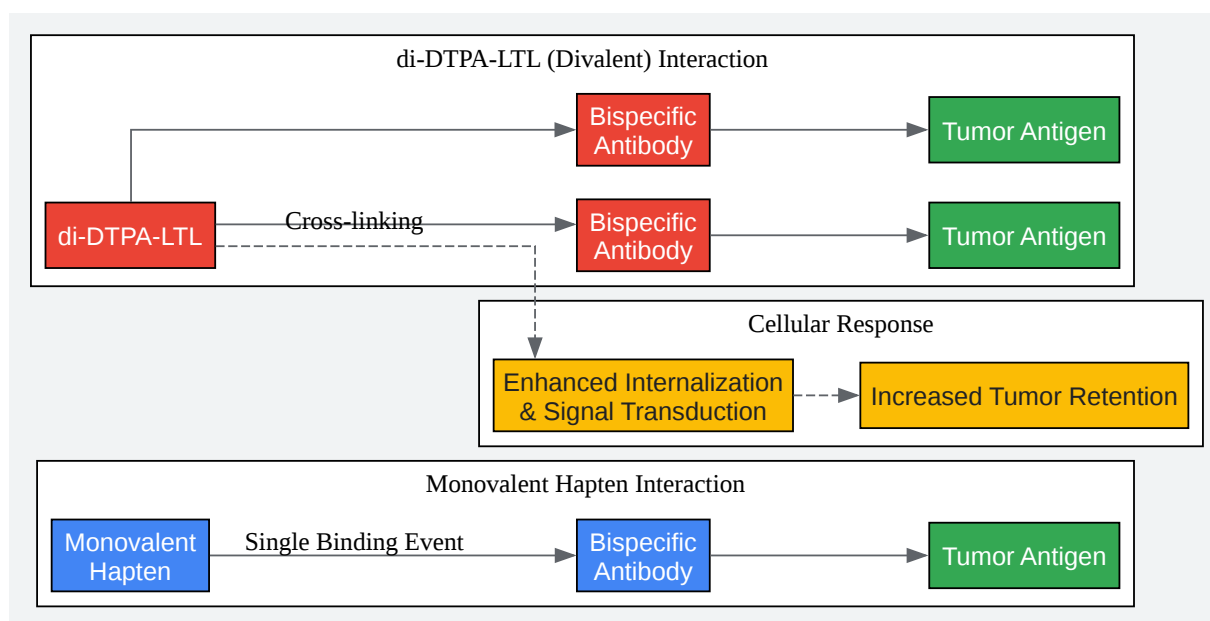 di-DTPA-LTL (Divalent) Interaction
Bispecific
Antibody
Tumor Antigen
di-DTPA-LTL
Cross-linking
Bispecific
Antibody
Tumor Antigen
Cellular Response
Enhanced Internalization
& Signal Transduction
Increased Tumor Retention
Monovalent Hapten Interaction
Monovalent
Hapten
Single Binding Event
Bispecific
Antibody
Tumor Antigen